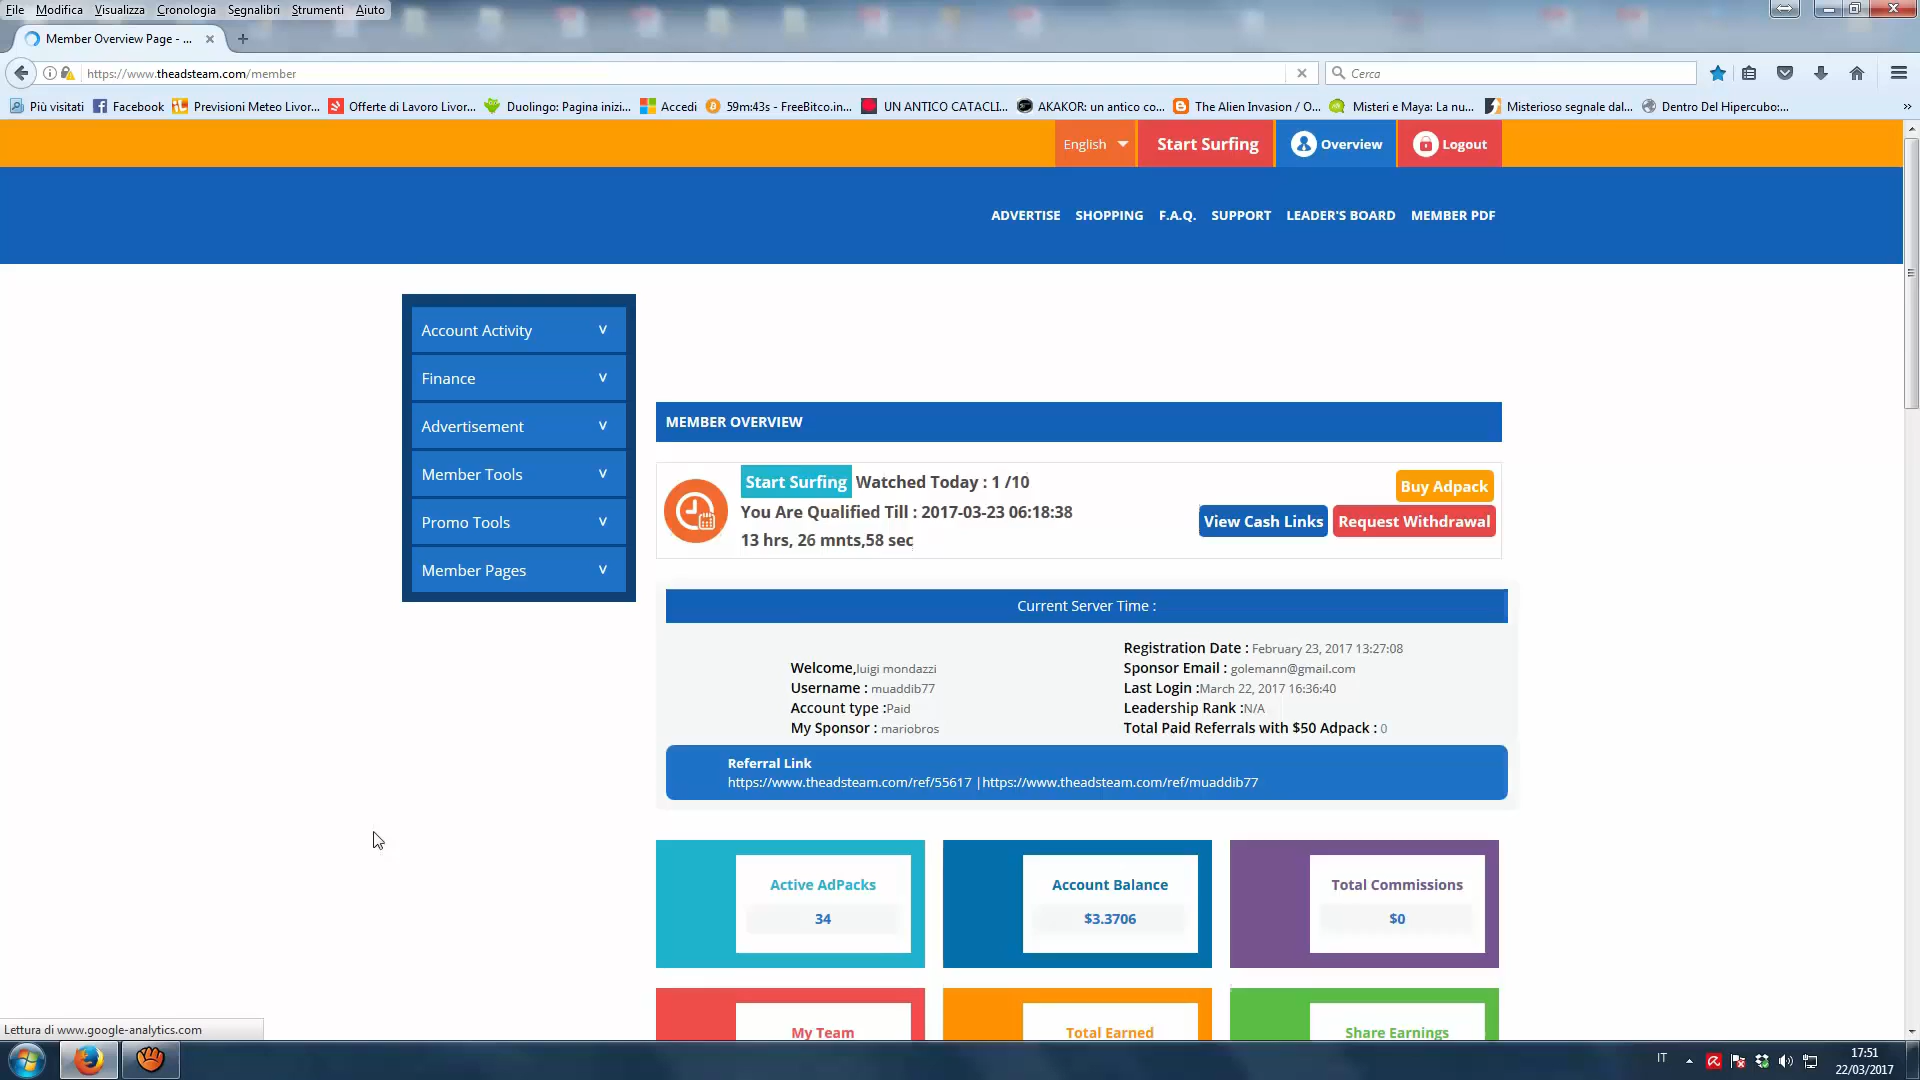 File Modifica Visualizza Cronologia Segnalibri Strumenti Aiuto
Member Overview Page - ...
https://www.theadsteam.com/member
Cerca
Più visitati Facebook Previsioni Meteo Livor... Offerte di Lavoro Livor... Duolingo: Pagina inizi... Accedi 59m:43s - FreeBitco.in... UN ANTICO CATACLI... AKAKOR: un antico co... The Alien Invasion / O... Misteri e Maya: La nu... Misterioso segnale dal... Dentro Del Hipercubo:... »
English Start Surfing Overview Logout
ADVERTISE SHOPPING F.A.Q. SUPPORT LEADER'S BOARD MEMBER PDF
Account Activity
Finance
Advertisement
Member Tools
Promo Tools
Member Pages
MEMBER OVERVIEW
Start Surfing Watched Today : 1 /10
You Are Qualified Till : 2017-03-23 06:18:38
13 hrs, 26 mnts,58 sec
Buy Adpack
View Cash Links Request Withdrawal
Current Server Time :
Welcome,luigi mondazzi
Username : muaddib77
Account type :Paid
My Sponsor : mariobros
Registration Date : February 23, 2017 13:27:08
Sponsor Email : golemann@gmail.com
Last Login :March 22, 2017 16:36:40
Leadership Rank :N/A
Total Paid Referrals with $50 Adpack : 0
Referral Link
https://www.theadsteam.com/ref/55617 |https://www.theadsteam.com/ref/muaddib77
Active AdPacks
34
Account Balance
$3.3706
Total Commissions
$0
My Team
Total Earned
Share Earnings
Lettura di www.google-analytics.com
IT
17:51
22/03/2017